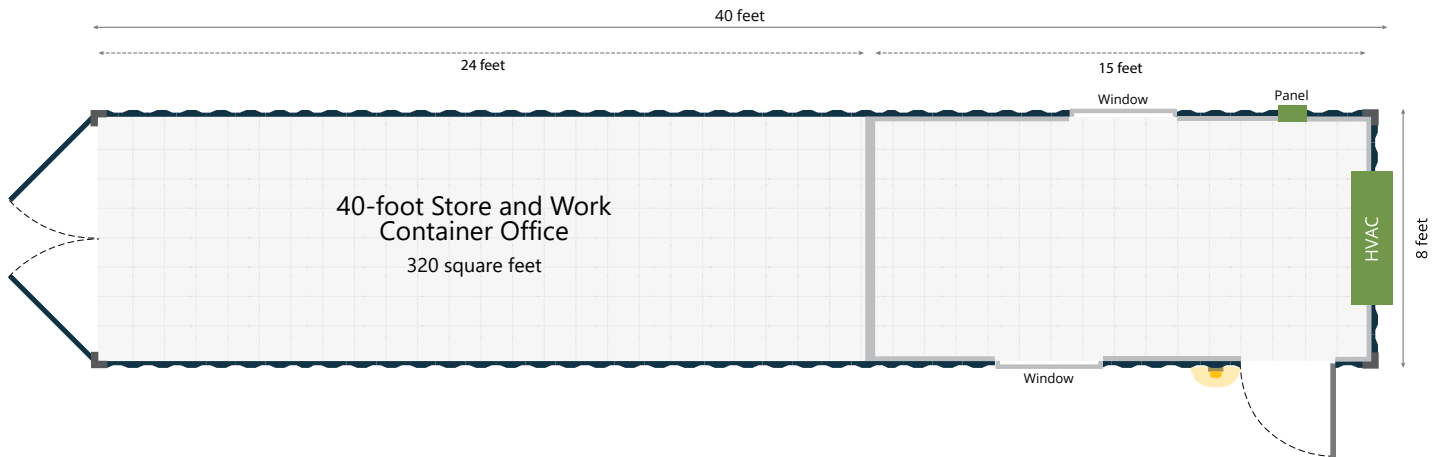 40 feet
24 feet
15 feet
Window
Panel
40-foot Store and Work
Container Office
320 square feet
HVAC
8 feet
Window